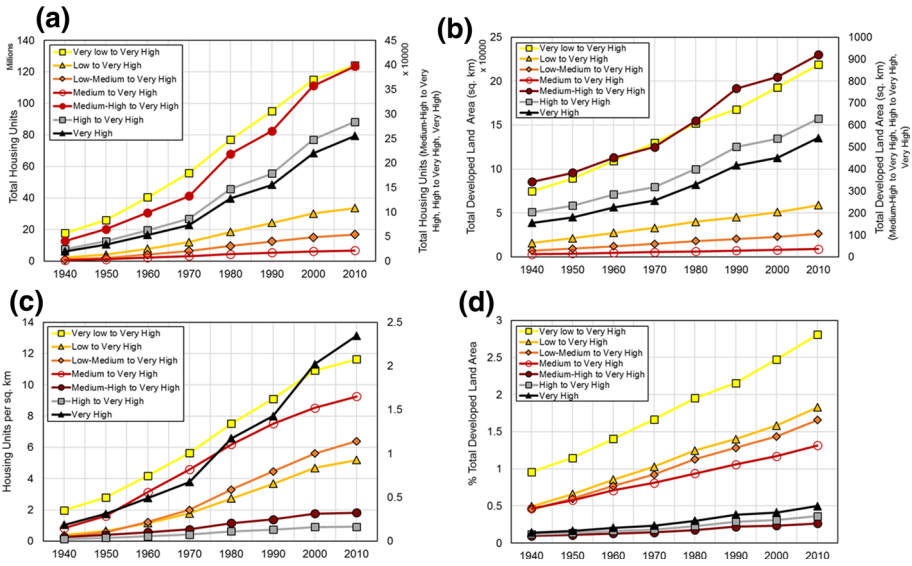 (a)
Millions
Total Housing Units
140
120
100
80
60
40
20
0
45
40
35
30
25
20
15
10
5
0
x 10000
Total Housing Units (Medium-High to Very
High, High to Very High, Very High)
Very low to Very High
Low to Very High
Low-Medium to Very High
Medium to Very High
Medium-High to Very High
High to Very High
Very High
1940 1950 1960 1970 1980 1990 2000 2010
(b)
Total Developed Land Area (sq. km)
x 10000
25
20
15
10
5
0
1000
900
800
700
600
500
400
300
200
100
0
Total Developed Land Area (sq. km)
(Medium-High to Very High, High to Very High,
Very High)
Very low to Very High
Low to Very High
Low-Medium to Very High
Medium to Very High
Medium-High to Very High
High to Very High
Very High
1940 1950 1960 1970 1980 1990 2000 2010
(c)
Housing Units per sq. km
14
12
10
8
6
4
2
0
2.5
2
1.5
1
0.5
0
Very low to Very High
Low to Very High
Low-Medium to Very High
Medium to Very High
Medium-High to Very High
High to Very High
Very High
1940 1950 1960 1970 1980 1990 2000 2010
(d)
% Total Developed Land Area
3
2.5
2
1.5
1
0.5
0
Very low to Very High
Low to Very High
Low-Medium to Very High
Medium to Very High
Medium-High to Very High
High to Very High
Very High
1940 1950 1960 1970 1980 1990 2000 2010